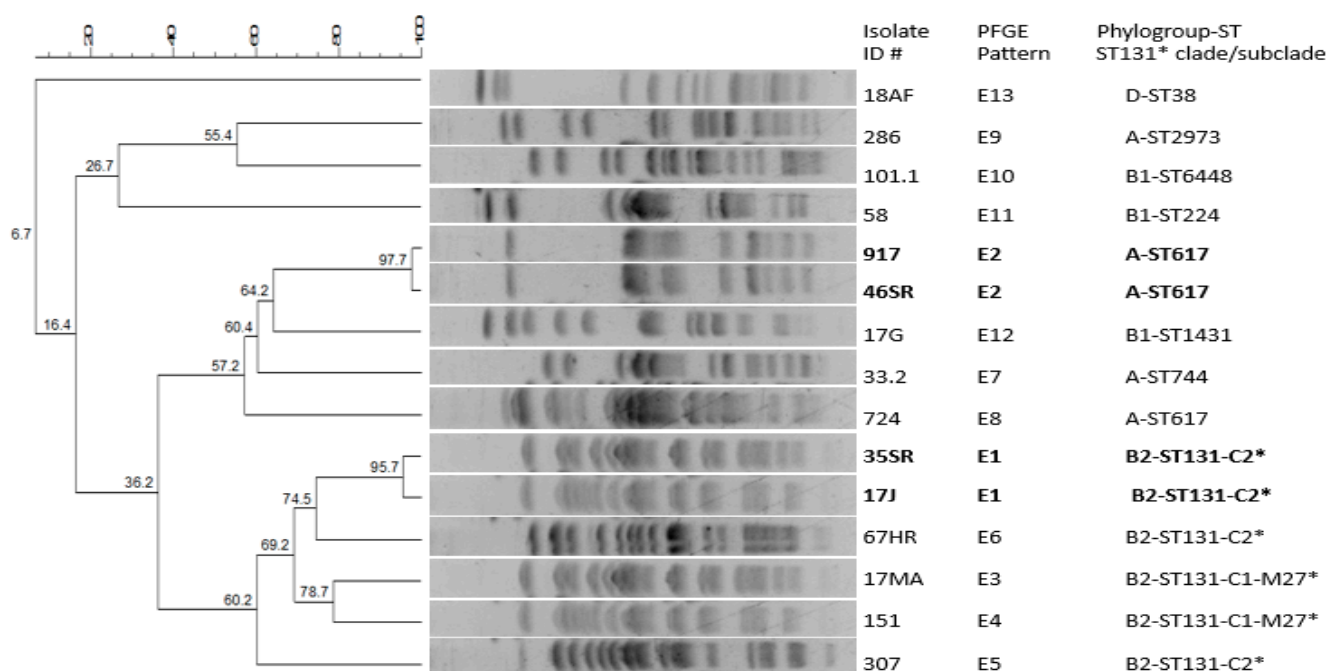 20 40 60 80 100
Isolate PFGE Phylogroup-ST
ID # Pattern ST131* clade/subclade
18AF E13 D-ST38
55.4 286 E9 A-ST2973
26.7 101.1 E10 B1-ST6448
58 E11 B1-ST224
6.7 917 E2 A-ST617
97.7 46SR E2 A-ST617
64.2
16.4 60.4 17G E12 B1-ST1431
57.2 33.2 E7 A-ST744
724 E8 A-ST617
35SR E1 B2-ST131-C2*
36.2 95.7 17J E1 B2-ST131-C2*
74.5
67HR E6 B2-ST131-C2*
69.2 17MA E3 B2-ST131-C1-M27*
78.7
60.2 151 E4 B2-ST131-C1-M27*
307 E5 B2-ST131-C2*